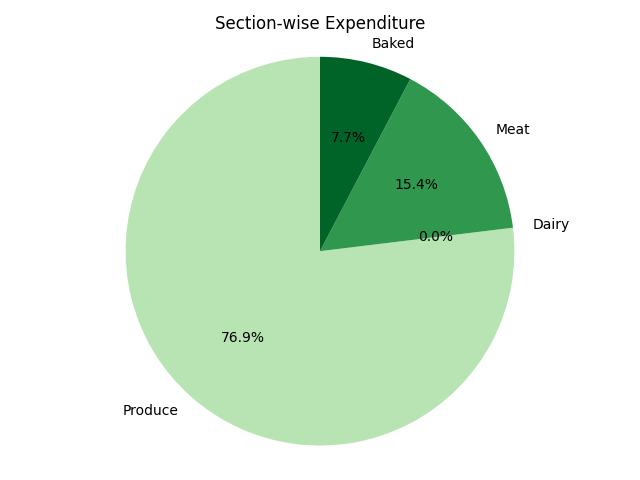 Section-wise Expenditure
Baked
7.7%
Meat
15.4%
Dairy
0.0%
76.9%
Produce